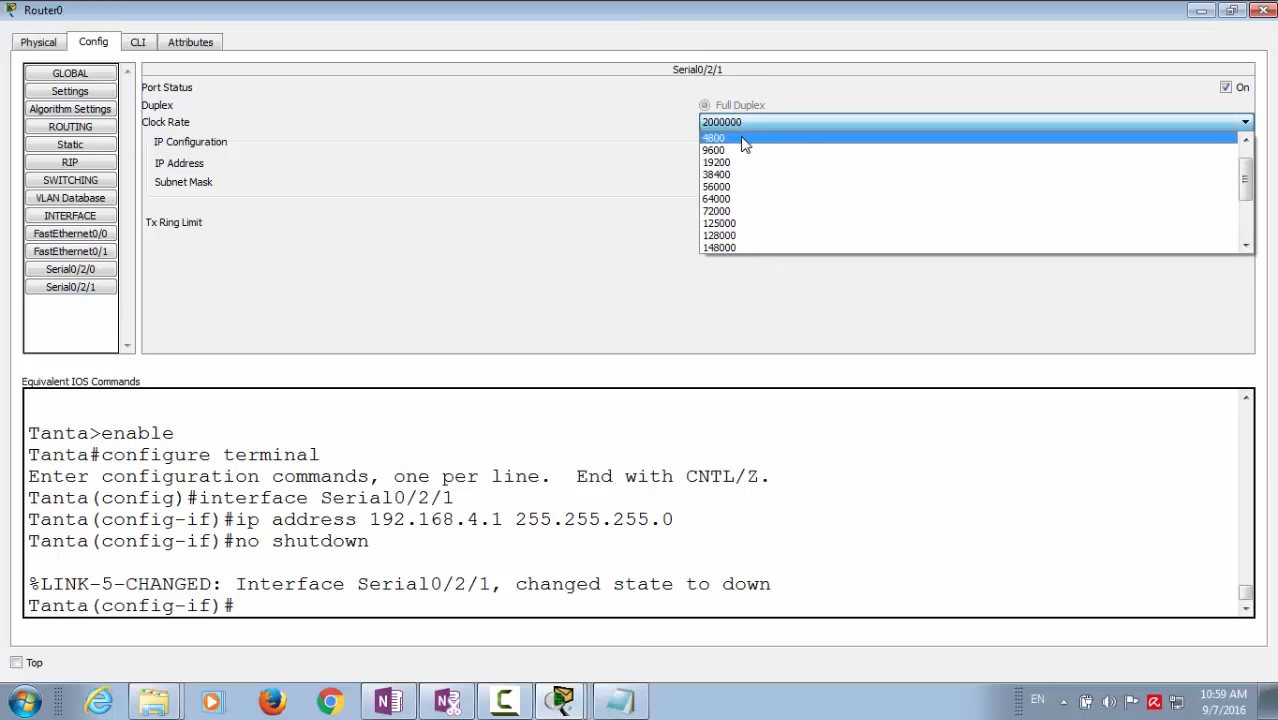 Router0
Physical Config CLI Attributes
GLOBAL
Settings
Algorithm Settings
ROUTING
Static
RIP
SWITCHING
VLAN Database
INTERFACE
FastEthernet0/0
FastEthernet0/1
Serial0/2/0
Serial0/2/1
Serial0/2/1
Port Status On
Duplex Full Duplex
Clock Rate 2000000
IP Configuration
IP Address
Subnet Mask
Tx Ring Limit
4800
9600
19200
38400
56000
64000
72000
125000
128000
148000
Equivalent IOS Commands
Tanta>enable
Tanta#configure terminal
Enter configuration commands, one per line.  End with CNTL/Z.
Tanta(config)#interface Serial0/2/1
Tanta(config-if)#ip address 192.168.4.1 255.255.255.0
Tanta(config-if)#no shutdown
%LINK-5-CHANGED: Interface Serial0/2/1, changed state to down
Tanta(config-if)#
Top
EN
10:59 AM
9/7/2016